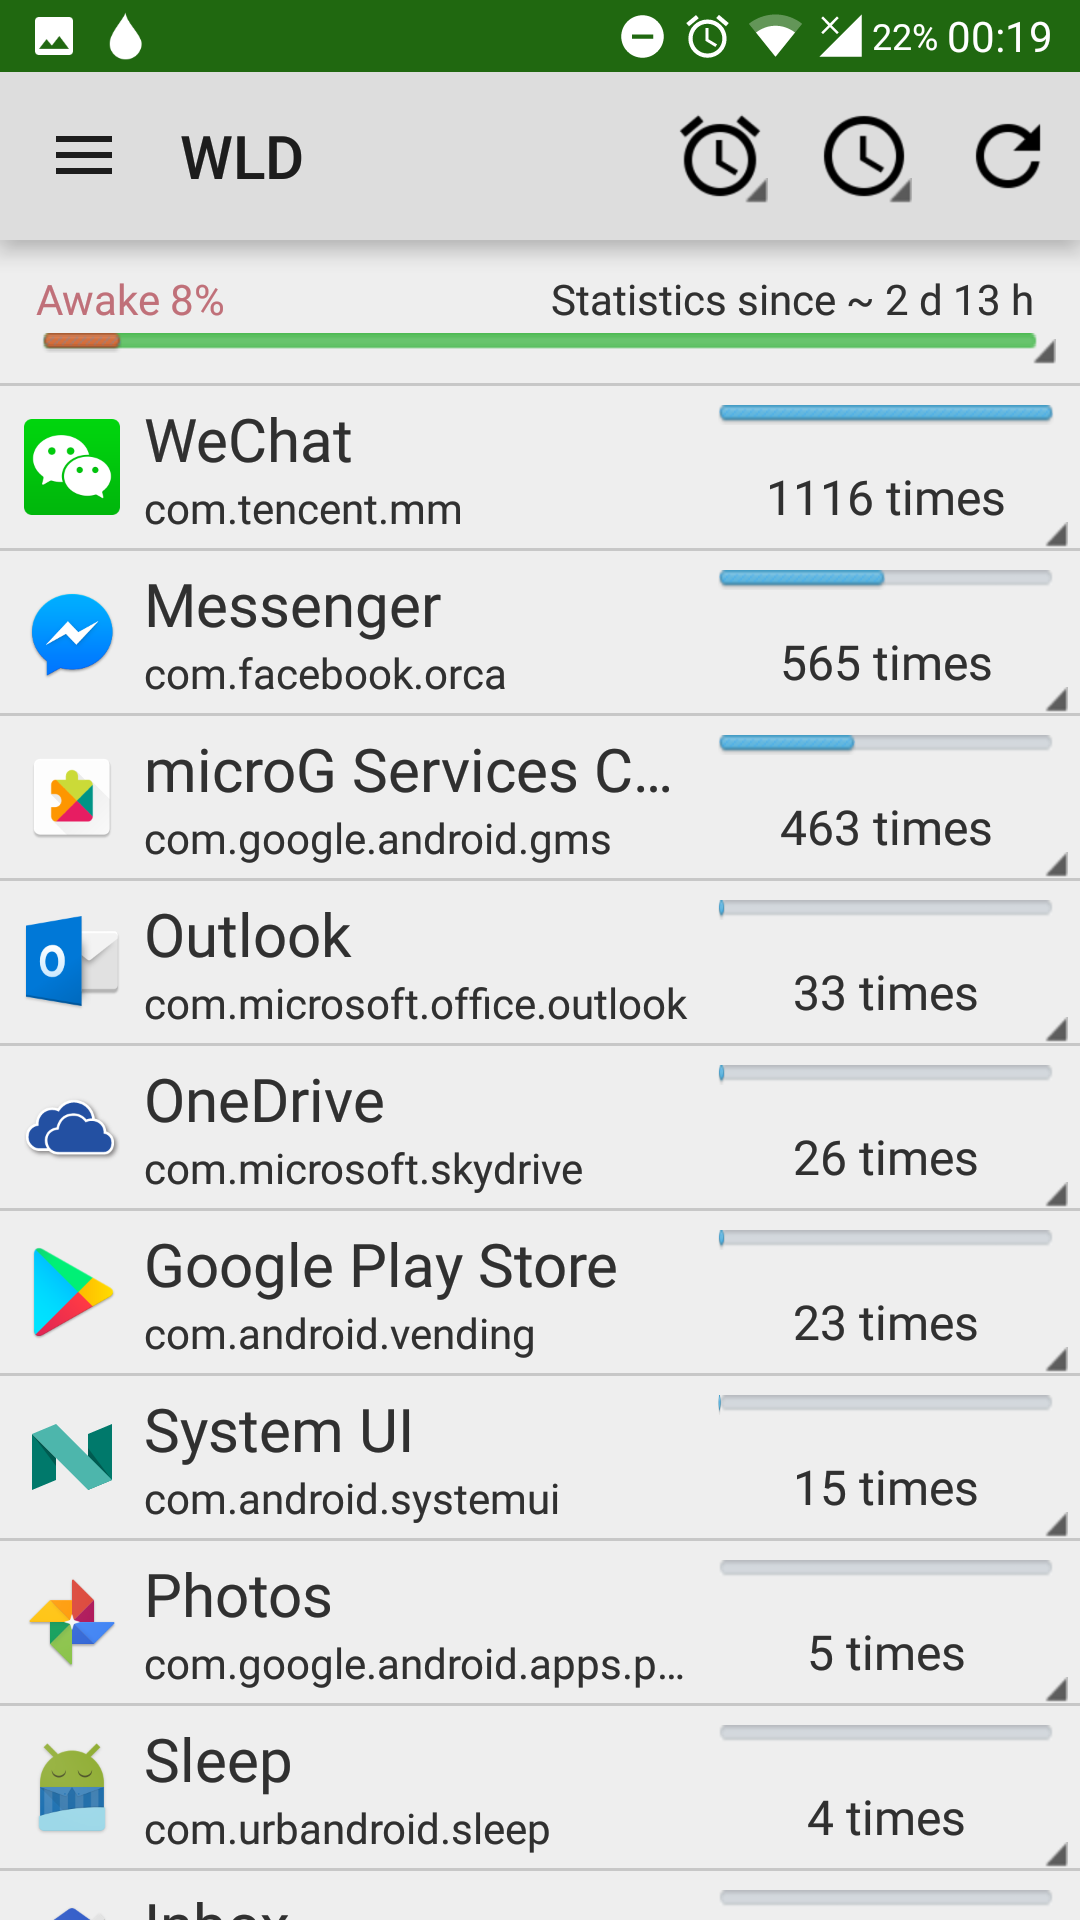 22% 00:19
WLD
Awake 8% Statistics since ~ 2 d 13 h
WeChat
com.tencent.mm
1116 times
Messenger
com.facebook.orca
565 times
microG Services C...
com.google.android.gms
463 times
Outlook
com.microsoft.office.outlook
33 times
OneDrive
com.microsoft.skydrive
26 times
Google Play Store
com.android.vending
23 times
System UI
com.android.systemui
15 times
Photos
com.google.android.apps.p...
5 times
Sleep
com.urbandroid.sleep
4 times
Inbox